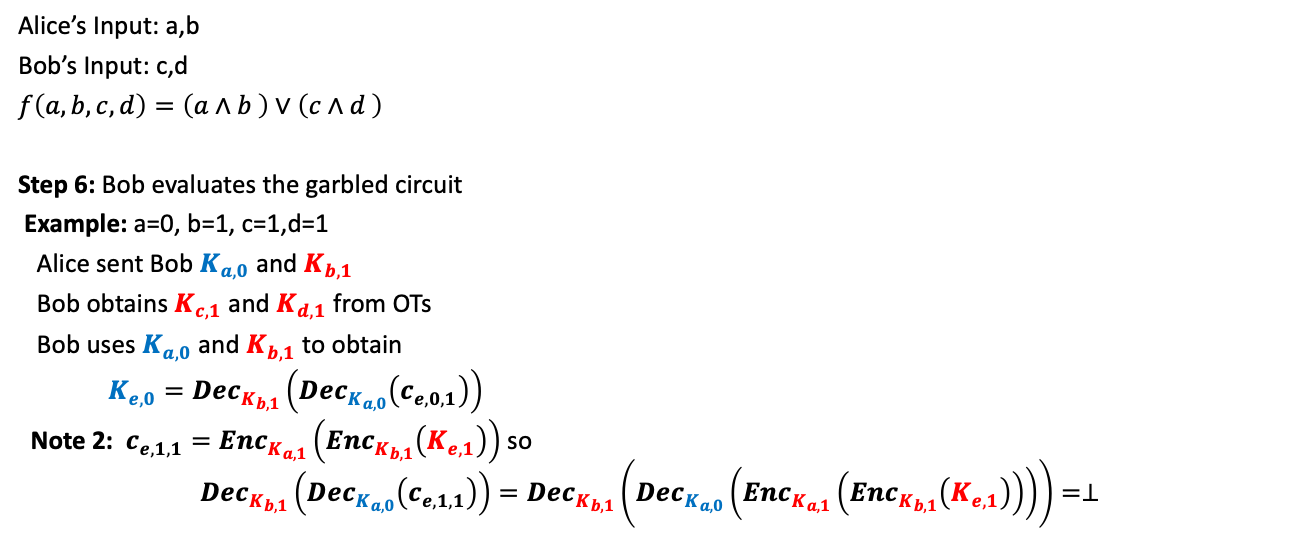 Alice’s Input: a,b
Bob’s Input: c,d
𝑓(𝑎, 𝑏, 𝑐, 𝑑) = (𝑎 ∧ 𝑏 ) ∨ (𝑐 ∧ 𝑑 )
Step 6: Bob evaluates the garbled circuit
Example: a=0, b=1, c=1,d=1
Alice sent Bob K_{a,0} and K_{b,1}
Bob obtains K_{c,1} and K_{d,1} from OTs
Bob uses K_{a,0} and K_{b,1} to obtain
K_{e,0} = Dec_{K_{b,1}}(Dec_{K_{a,0}}(c_{e,0,1}))
Note 2: c_{e,1,1} = Enc_{K_{a,1}}(Enc_{K_{b,1}}(K_{e,1})) so
Dec_{K_{b,1}}(Dec_{K_{a,0}}(c_{e,1,1})) = Dec_{K_{b,1}}(Dec_{K_{a,0}}(Enc_{K_{a,1}}(Enc_{K_{b,1}}(K_{e,1})))) =⊥